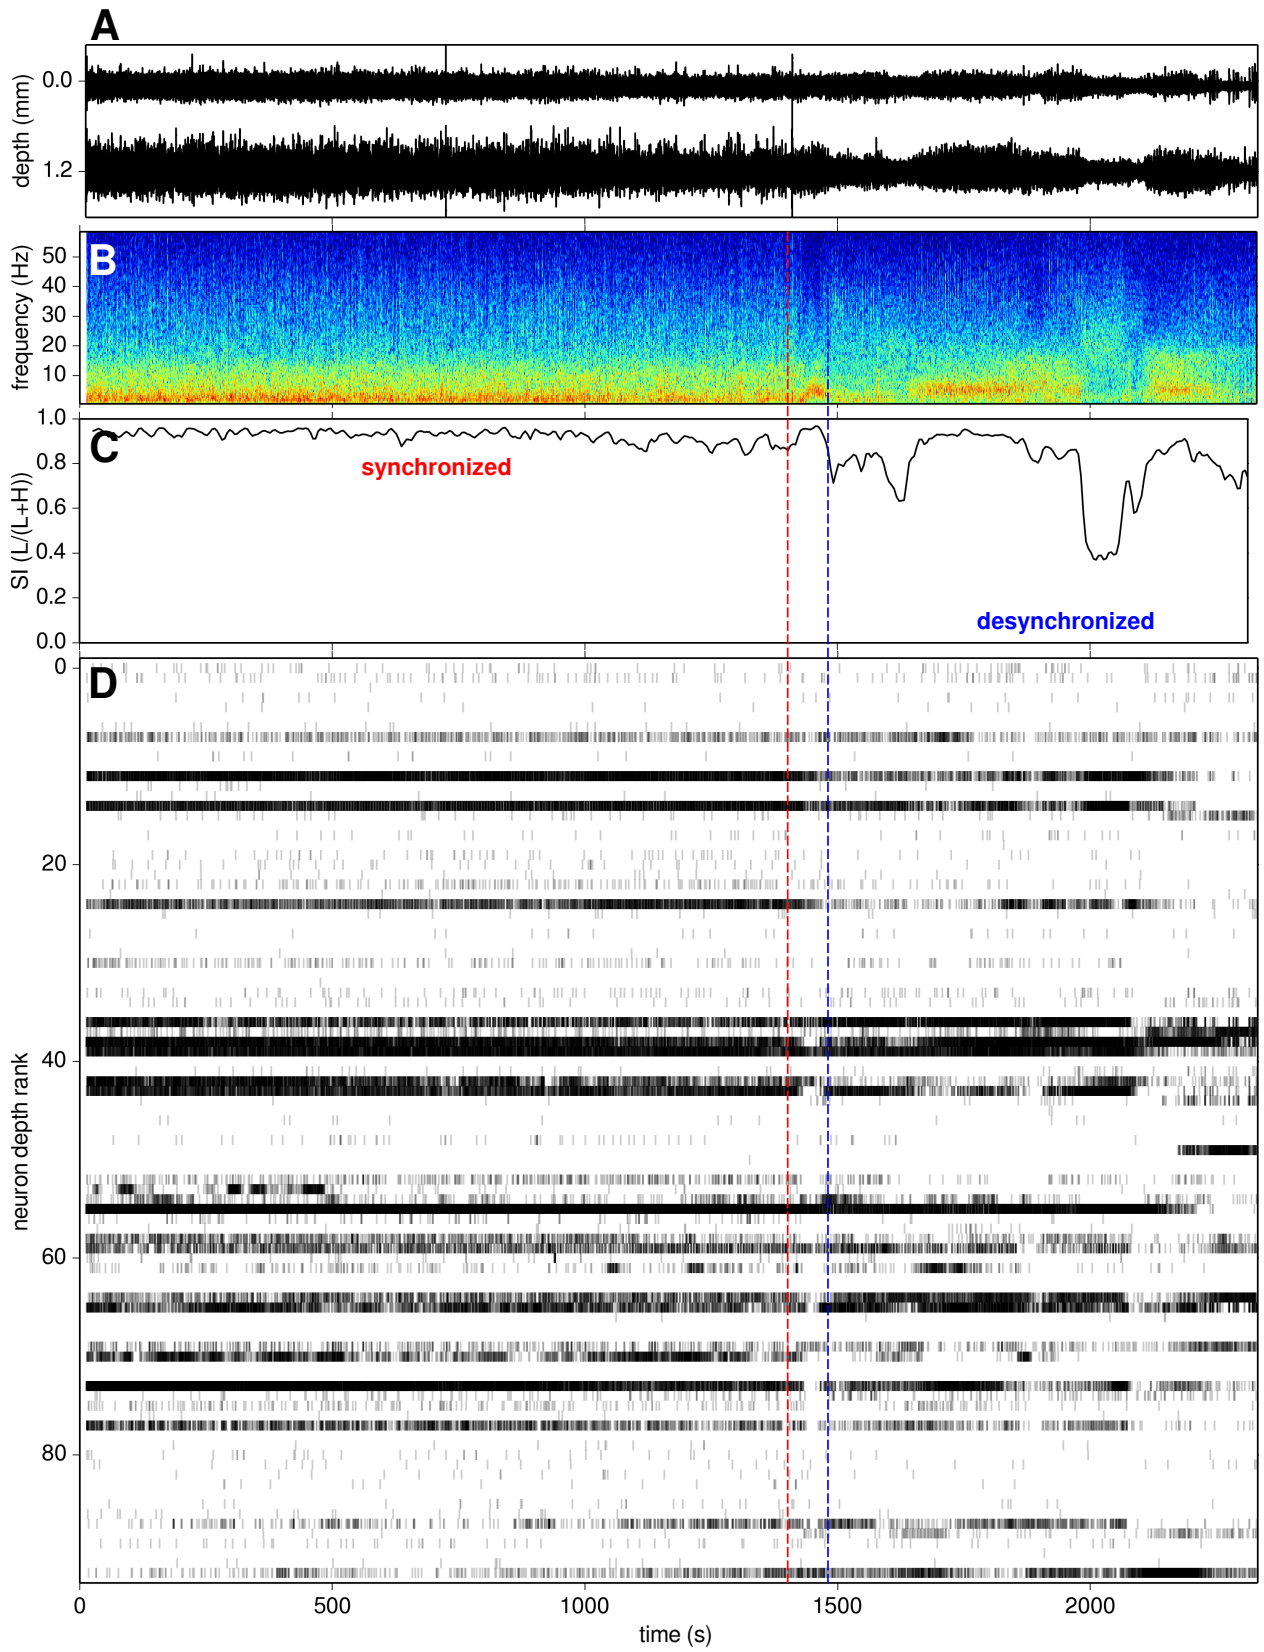 A
depth (mm)
0.0
1.2
B
frequency (Hz)
50
40
30
20
10
C
SI (L/(L+H))
1.0
0.8
0.6
0.4
0.2
0.0
synchronized
desynchronized
D
neuron depth rank
0
20
40
60
80
0 500 1000 1500 2000
time (s)